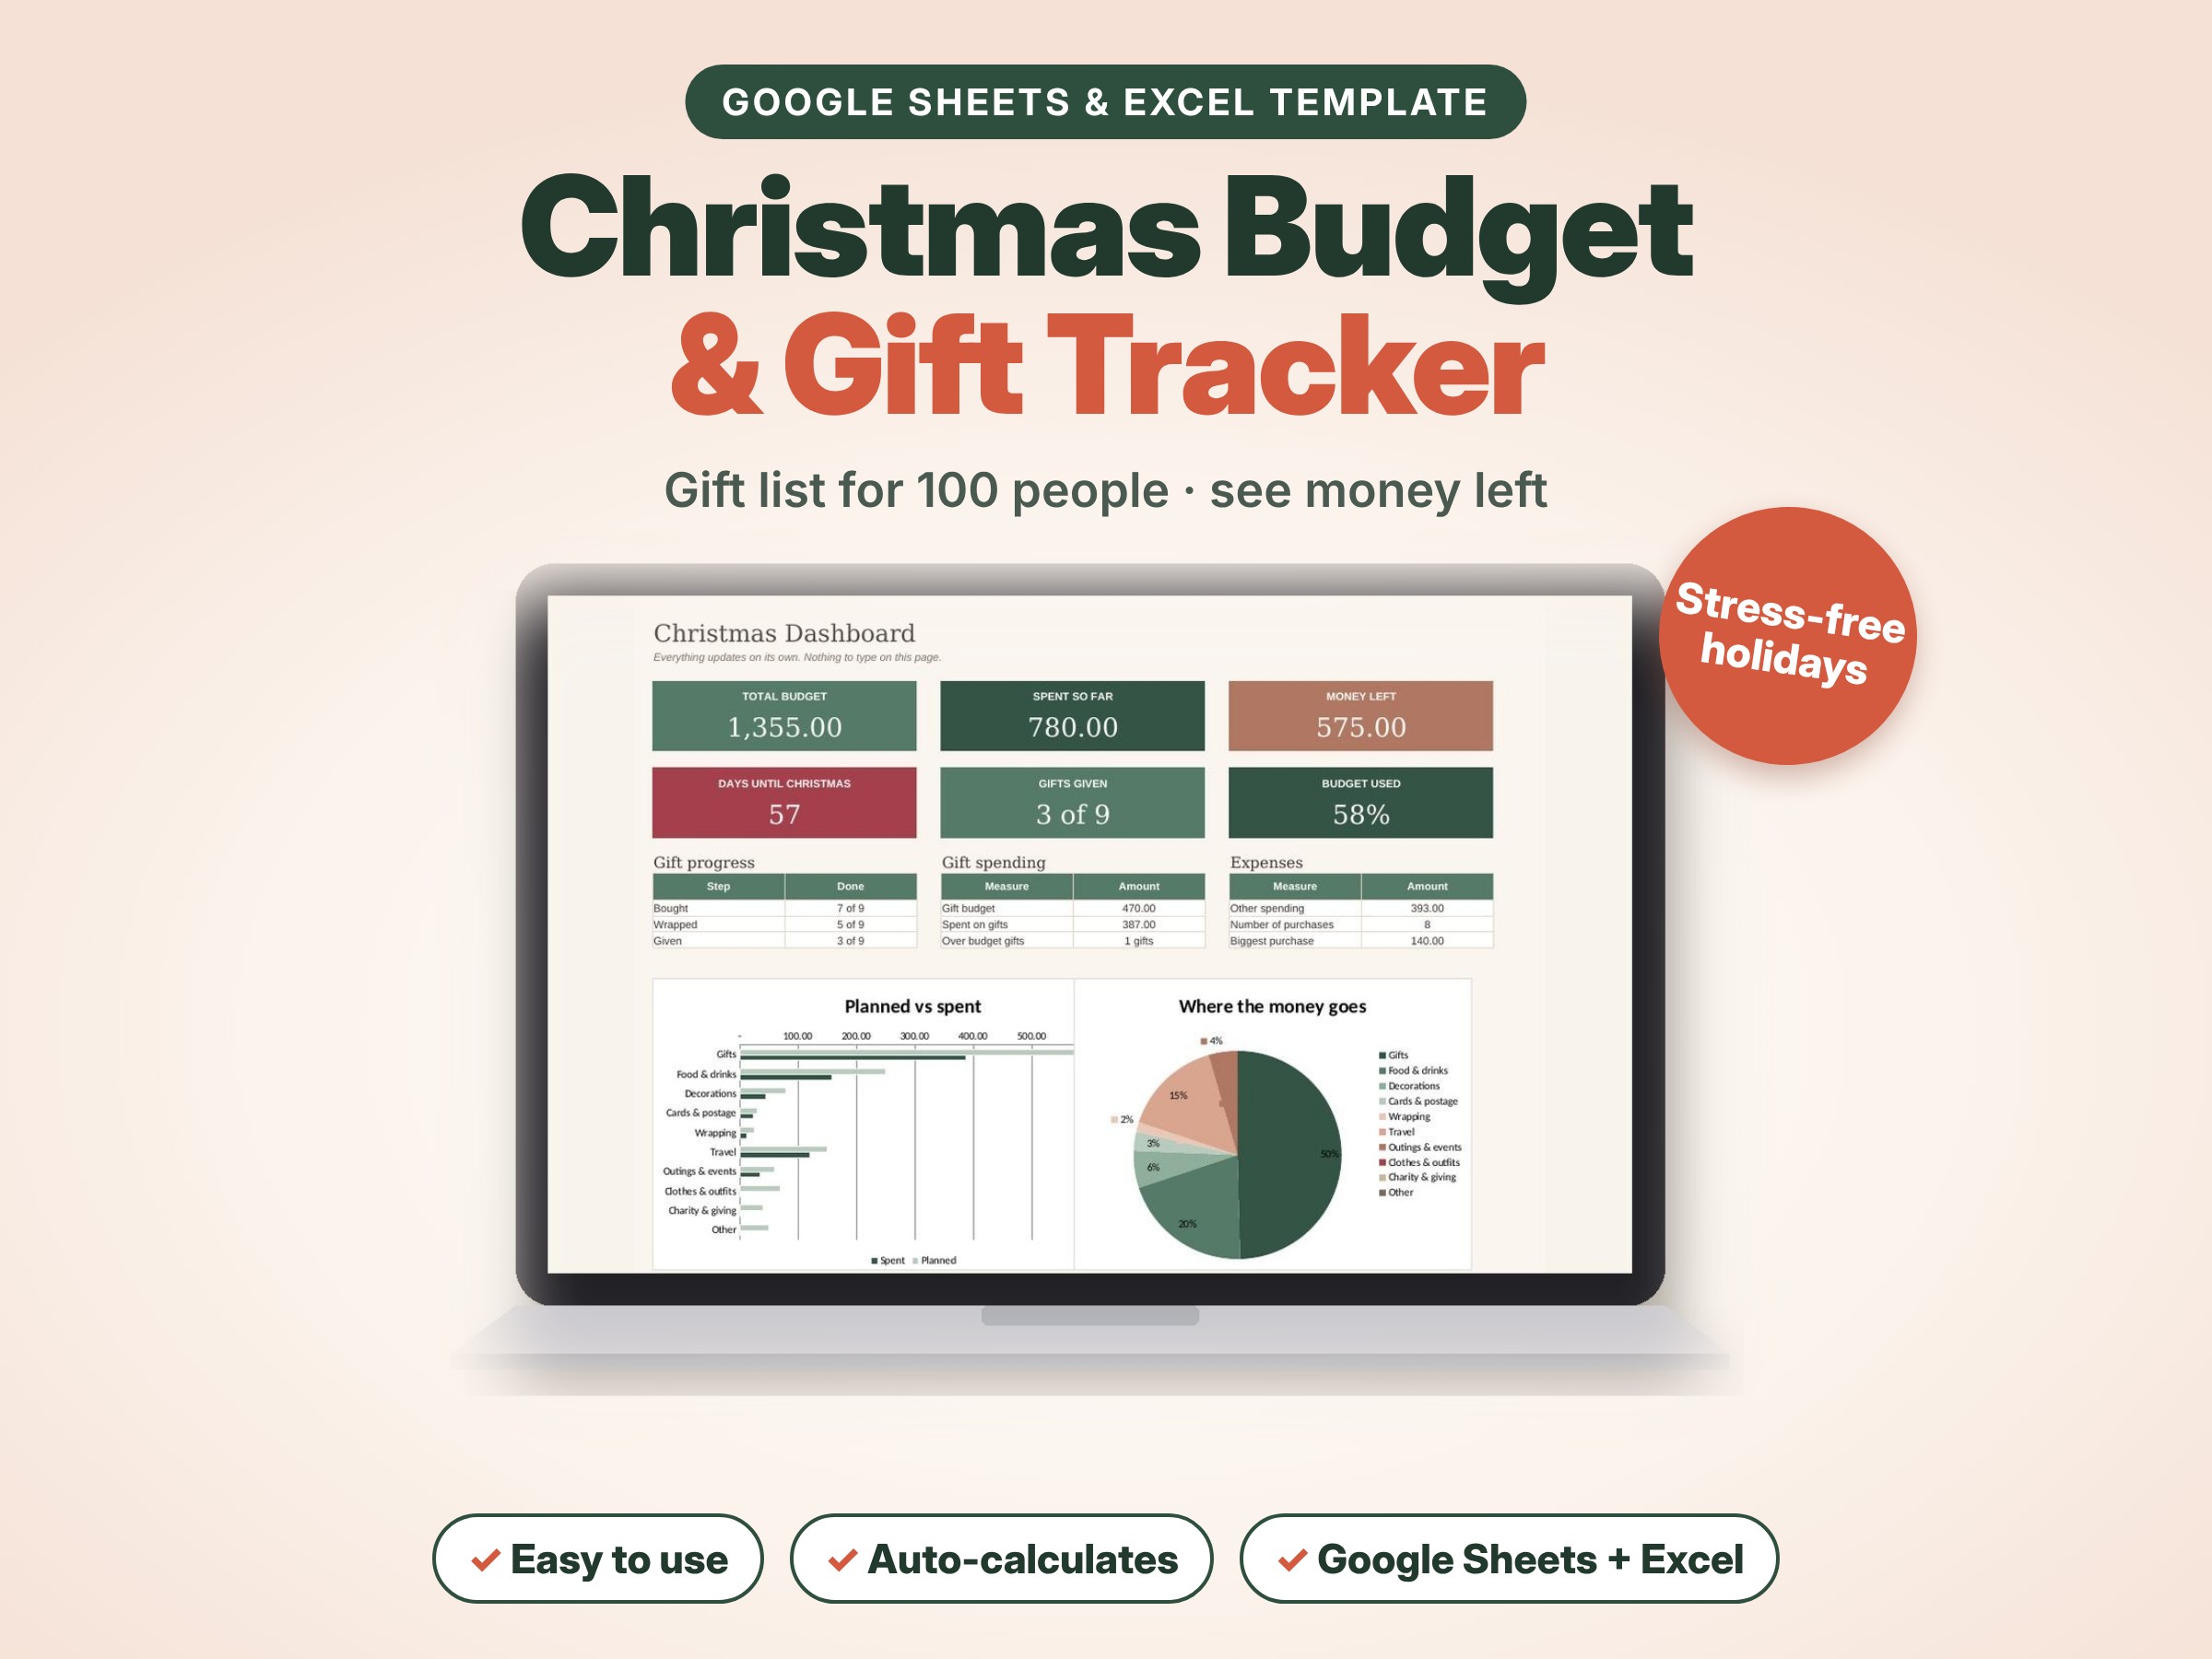 GOOGLE SHEETS & EXCEL TEMPLATE
Christmas Budget
& Gift Tracker
Gift list for 100 people · see money left
Stress-free
holidays
Christmas Dashboard
Everything updates on its own. Nothing to type on this page.
TOTAL BUDGET
1,355.00
SPENT SO FAR
780.00
MONEY LEFT
575.00
DAYS UNTIL CHRISTMAS
57
GIFTS GIVEN
3 of 9
BUDGET USED
58%
Gift progress
Step Done
Bought 7 of 9
Wrapped 5 of 9
Given 3 of 9
Gift spending
Measure Amount
Gift budget 470.00
Spent on gifts 387.00
Over budget gifts 1 gifts
Expenses
Measure Amount
Other spending 393.00
Number of purchases 8
Biggest purchase 140.00
Planned vs spent
- 100.00 200.00 300.00 400.00 500.00
Gifts
Food & drinks
Decorations
Cards & postage
Wrapping
Travel
Outings & events
Clothes & outfits
Charity & giving
Other
Spent Planned
Where the money goes
4%
15%
2%
3%
6%
20%
50%
Gifts
Food & drinks
Decorations
Cards & postage
Wrapping
Travel
Outings & events
Clothes & outfits
Charity & giving
Other
Easy to use
Auto-calculates
Google Sheets + Excel